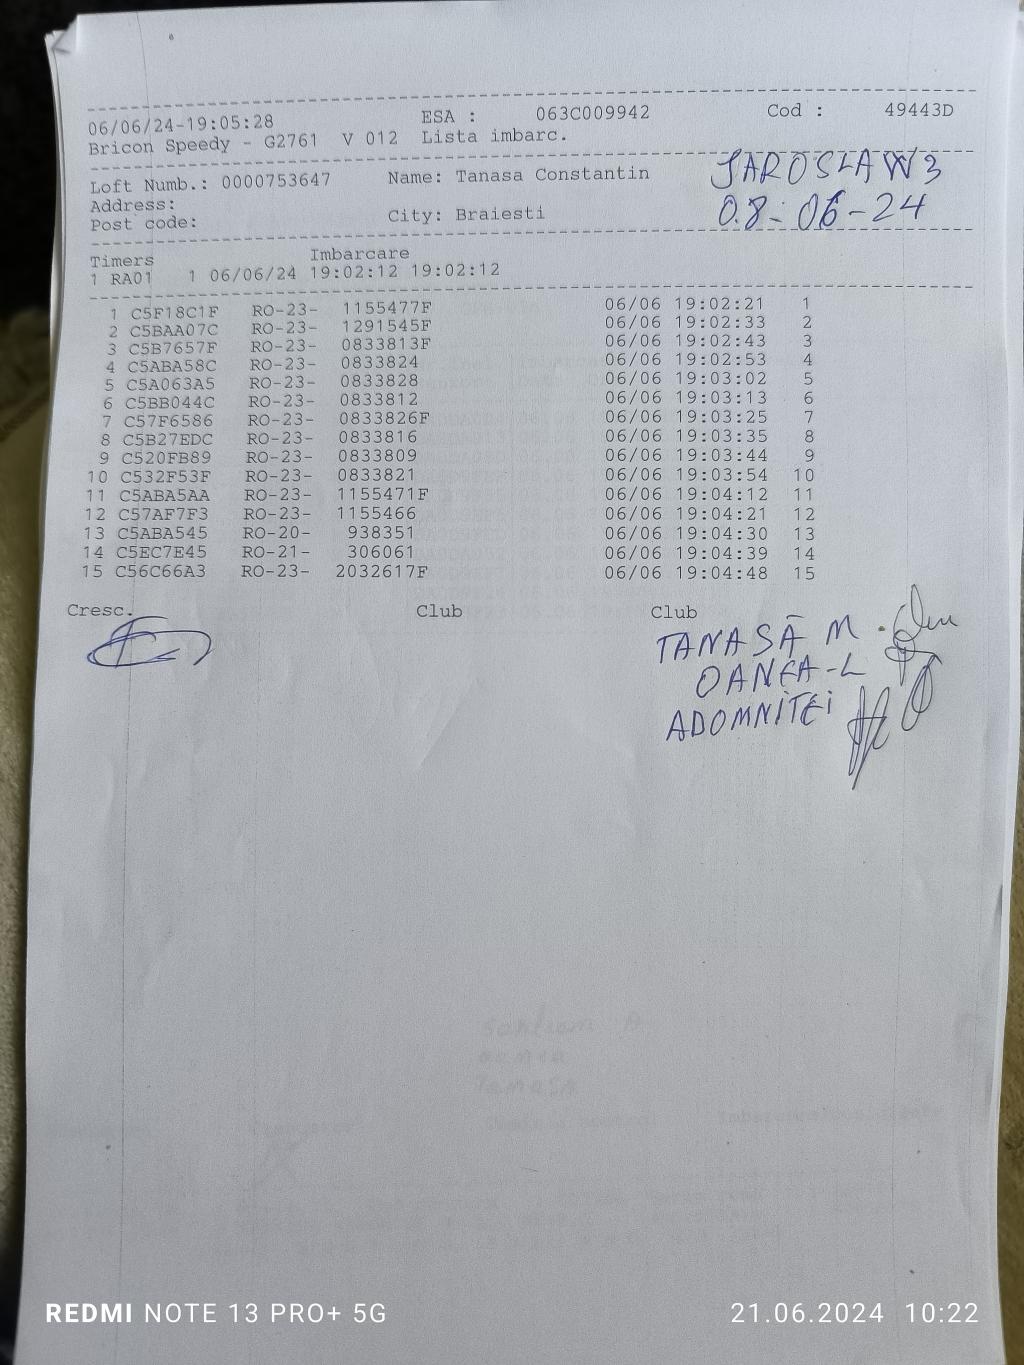 06/06/24-19:05:28 ESA : 063C009942 Cod : 49443D
Bricon Speedy - G2761 V 012 Lista imbarc.
Loft Numb.: 0000753647 Name: Tanasa Constantin
JAROSLAW3
Address:
Post code: City: Braiesti
08-06-24
Timers Imbarcare
1 RA01 1 06/06/24 19:02:12 19:02:12
1 C5F18C1F RO-23- 1155477F 06/06 19:02:21 1
2 C5BAA07C RO-23- 1291545F 06/06 19:02:33 2
3 C5B7657F RO-23- 0833813F 06/06 19:02:43 3
4 C5ABA58C RO-23- 0833824 06/06 19:02:53 4
5 C5A063A5 RO-23- 0833828 06/06 19:03:02 5
6 C5BB044C RO-23- 0833812 06/06 19:03:13 6
7 C57F6586 RO-23- 0833826F 06/06 19:03:25 7
8 C5B27EDC RO-23- 0833816 06/06 19:03:35 8
9 C520FB89 RO-23- 0833809 06/06 19:03:44 9
10 C532F53F RO-23- 0833821 06/06 19:03:54 10
11 C5ABA5AA RO-23- 1155471F 06/06 19:04:12 11
12 C57AF7F3 RO-23- 1155466 06/06 19:04:21 12
13 C5ABA545 RO-20- 938351 06/06 19:04:30 13
14 C5EC7E45 RO-21- 306061 06/06 19:04:39 14
15 C56C66A3 RO-23- 2032617F 06/06 19:04:48 15
Cresc. Club Club
TANASĂ M.
OANEA-L
ADOMNITEI
REDMI NOTE 13 PRO+ 5G 21.06.2024 10:22